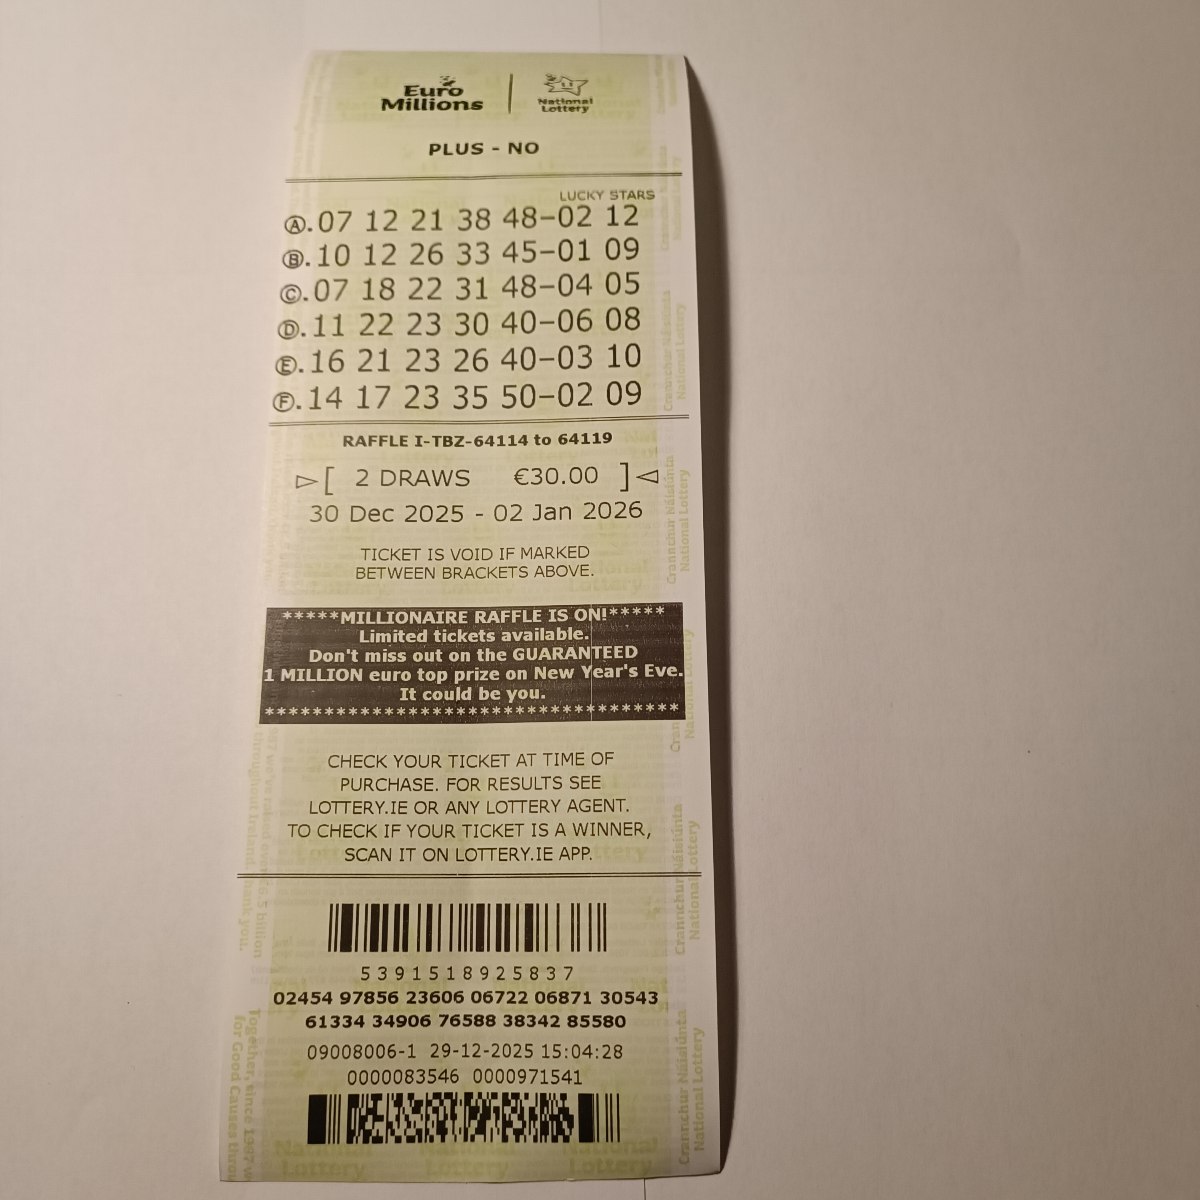 Euro Millions
National Lottery
PLUS - NO
LUCKY STARS
A. 07 12 21 38 48-02 12
B. 10 12 26 33 45-01 09
C. 07 18 22 31 48-04 05
D. 11 22 23 30 40-06 08
E. 16 21 23 26 40-03 10
F. 14 17 23 35 50-02 09
RAFFLE I-TBZ-64114 to 64119
[ 2 DRAWS €30.00 ]
30 Dec 2025 - 02 Jan 2026
TICKET IS VOID IF MARKED
BETWEEN BRACKETS ABOVE.
*****MILLIONAIRE RAFFLE IS ON!*****
Limited tickets available.
Don't miss out on the GUARANTEED
1 MILLION euro top prize on New Year's Eve.
It could be you.
***********************************
CHECK YOUR TICKET AT TIME OF
PURCHASE. FOR RESULTS SEE
LOTTERY.IE OR ANY LOTTERY AGENT.
TO CHECK IF YOUR TICKET IS A WINNER,
SCAN IT ON LOTTERY.IE APP.
5391518925837
02454 97856 23606 06722 06871 30543
61334 34906 76588 38342 85580
09008006-1 29-12-2025 15:04:28
0000083546 0000971541
Crannchur Náisiúnta
National Lottery